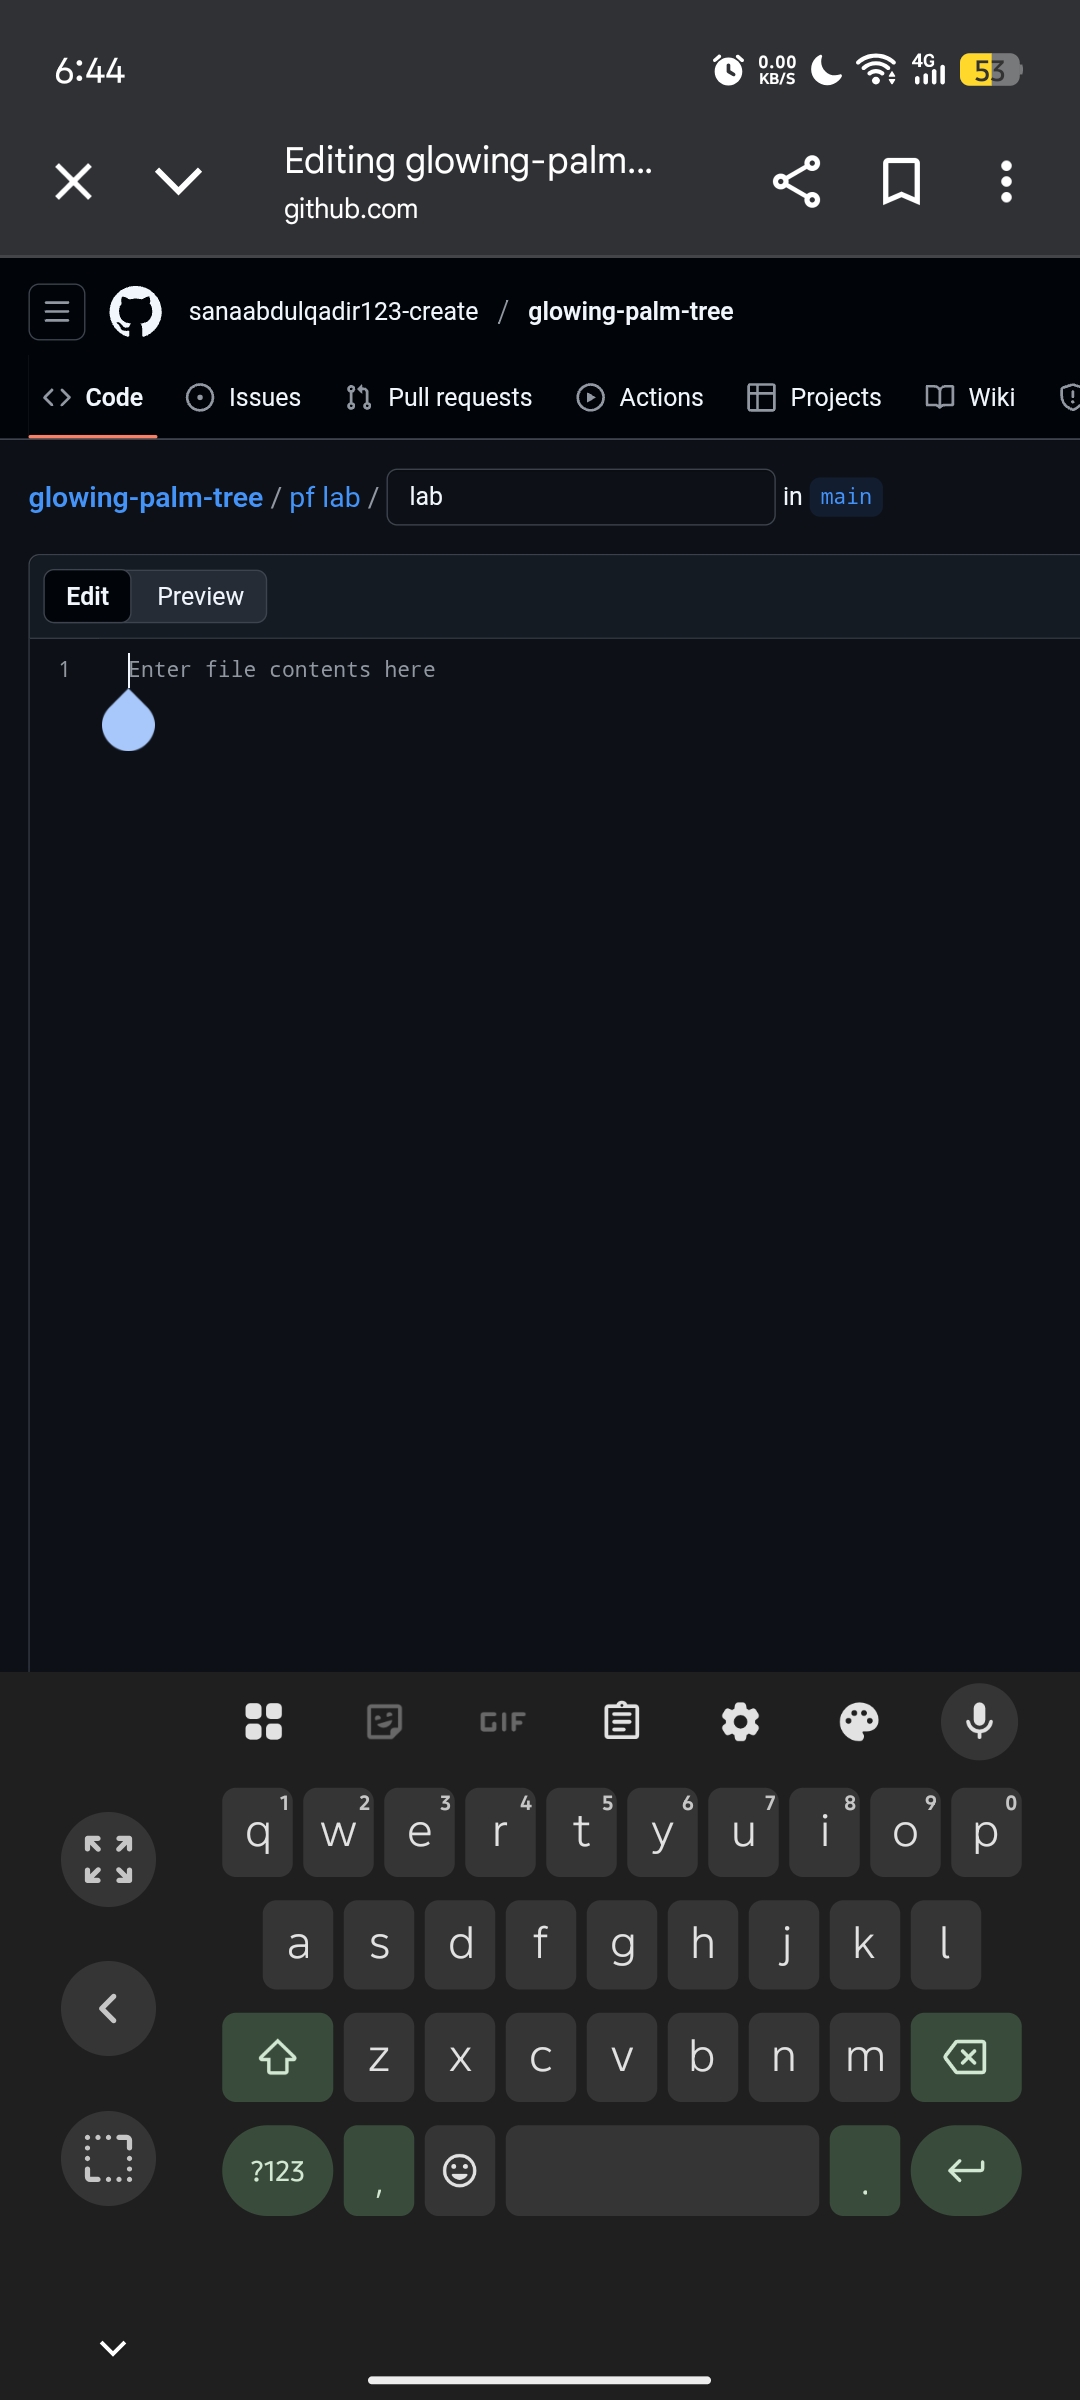 6:44
0.00
KB/S
4G
53
Editing glowing-palm...
github.com
sanaabdulqadir123-create / glowing-palm-tree
Code Issues Pull requests Actions Projects Wiki
glowing-palm-tree / pf lab / lab in main
Edit Preview
1 Enter file contents here
GIF
1 2 3 4 5 6 7 8 9 0
q w e r t y u i o p
a s d f g h j k l
z x c v b n m
?123 , .